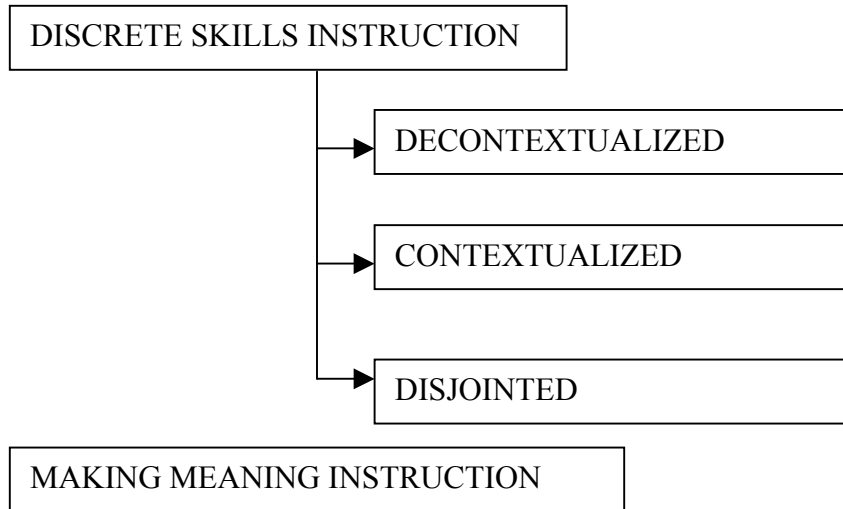 DISCRETE SKILLS INSTRUCTION
DECONTEXTUALIZED
CONTEXTUALIZED
DISJOINTED
MAKING MEANING INSTRUCTION